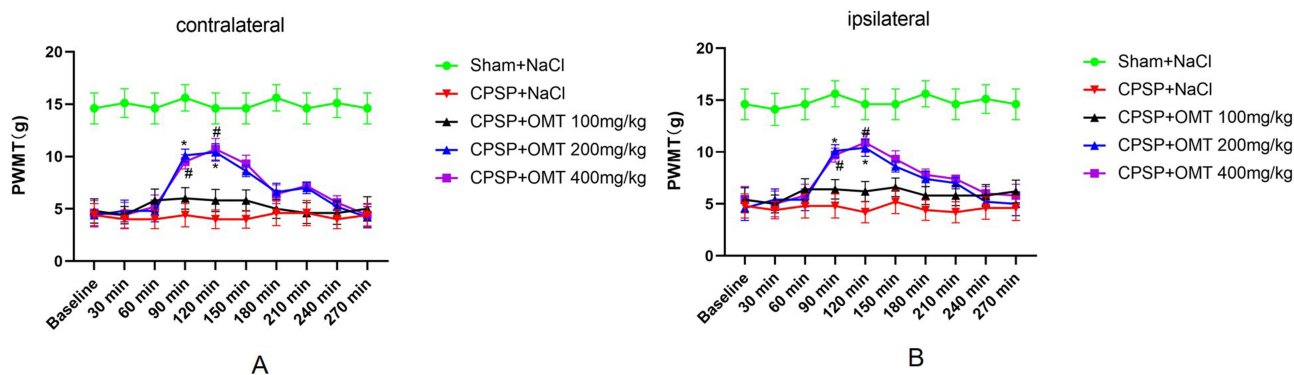 contralateral
PWMT(g)
20
15
10
5
0
*
#
#
*
Baseline
30 min
60 min
90 min
120 min
150 min
180 min
210 min
240 min
270 min
Sham+NaCl
CPSP+NaCl
CPSP+OMT 100mg/kg
CPSP+OMT 200mg/kg
CPSP+OMT 400mg/kg
A
ipsilateral
PWMT(g)
20
15
10
5
0
*
#
#
*
Baseline
30 min
60 min
90 min
120 min
150 min
180 min
210 min
240 min
270 min
Sham+NaCl
CPSP+NaCl
CPSP+OMT 100mg/kg
CPSP+OMT 200mg/kg
CPSP+OMT 400mg/kg
B